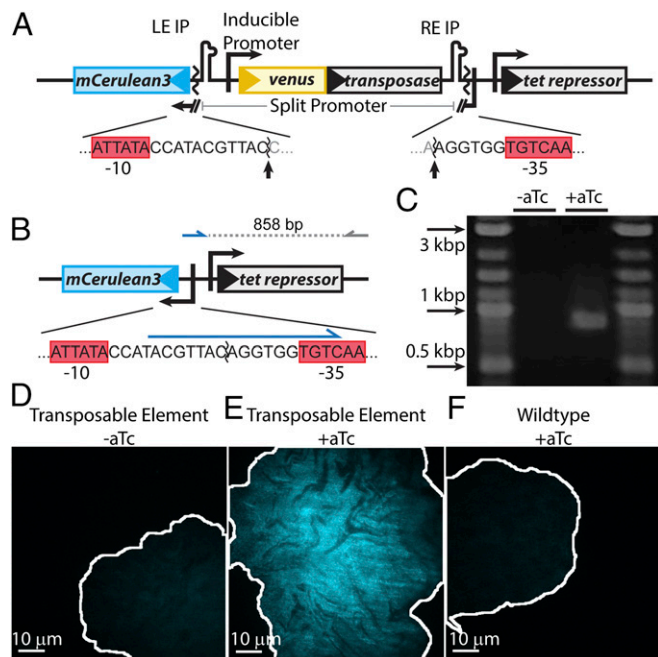 A
LE IP
Inducible
Promoter
RE IP
mCerulean3
venus
transposase
tet repressor
Split Promoter
...ATTATACCATACGTTACC...
...AAGGTGGTGTCAA...
-10
-35
B
858 bp
mCerulean3
tet repressor
...ATTATACCATACGTTACAGGTGGTGTCAA...
-10
-35
C
-aTc
+aTc
3 kbp
1 kbp
0.5 kbp
D
Transposable Element
-aTc
10 μm
E
Transposable Element
+aTc
10 μm
F
Wildtype
+aTc
10 μm